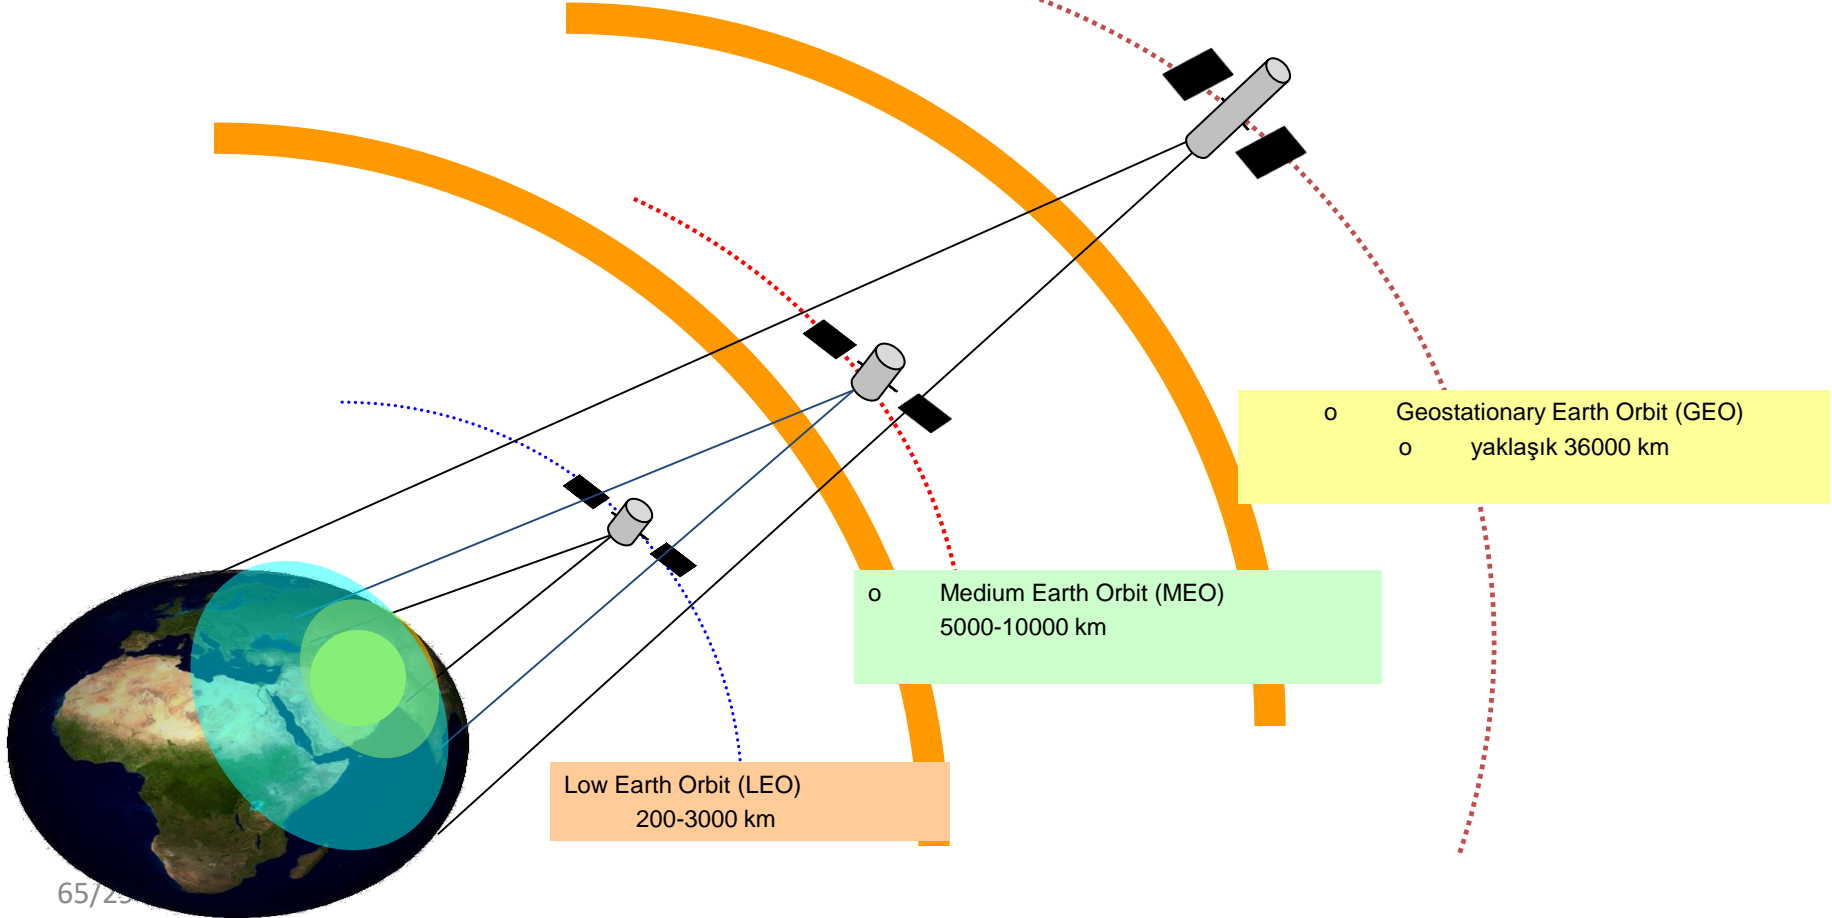 o Geostationary Earth Orbit (GEO)
o yaklaşık 36000 km
o Medium Earth Orbit (MEO)
5000-10000 km
Low Earth Orbit (LEO)
200-3000 km